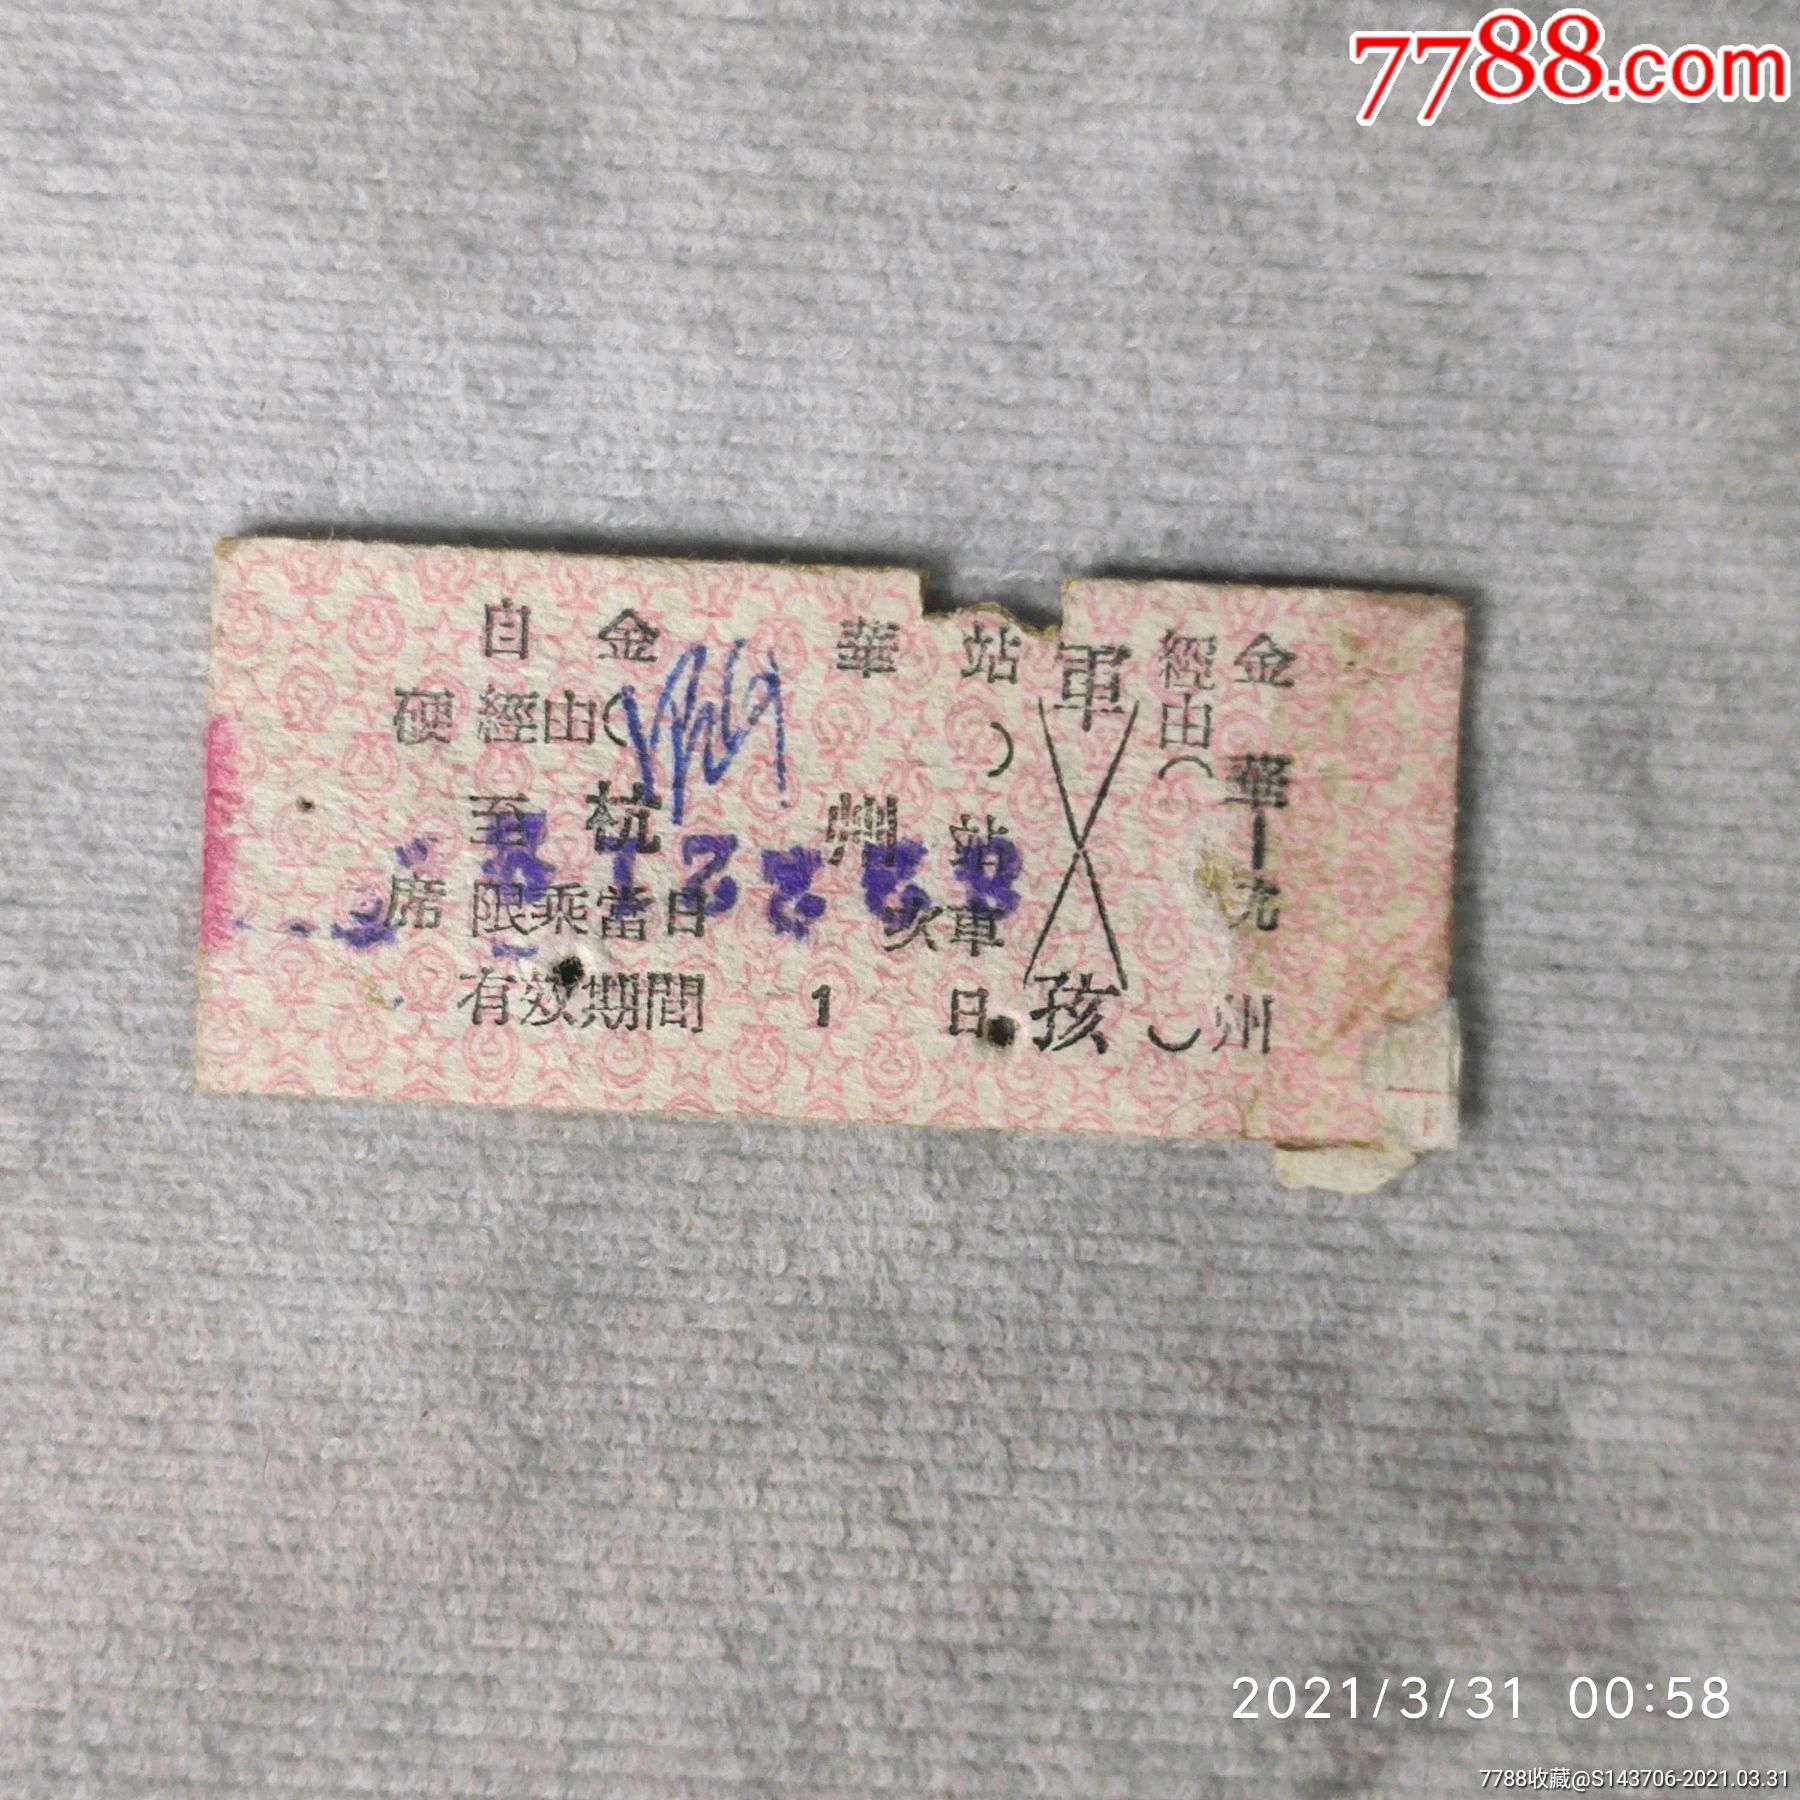 7788.com
自金華站
硬 經由( )
至杭州站
席 限乘當日 次車
有效期間 1 日
軍
孩
經由( )
金華—杭州
2021/3/31 00:58
7788收藏@S143706-2021.03.31